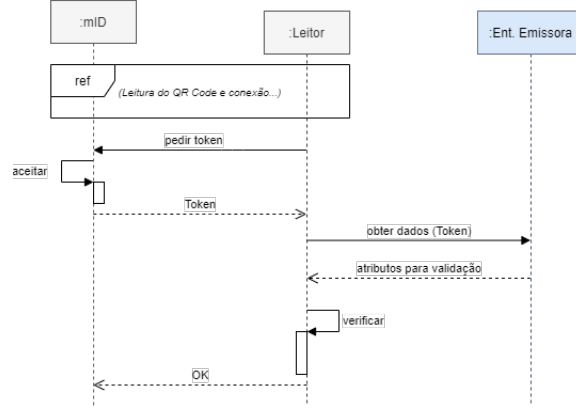 :mID
:Leitor
:Ent. Emissora
ref
(Leitura do QR Code e conexão...)
pedir token
aceitar
Token
obter dados (Token)
atributos para validação
verificar
OK